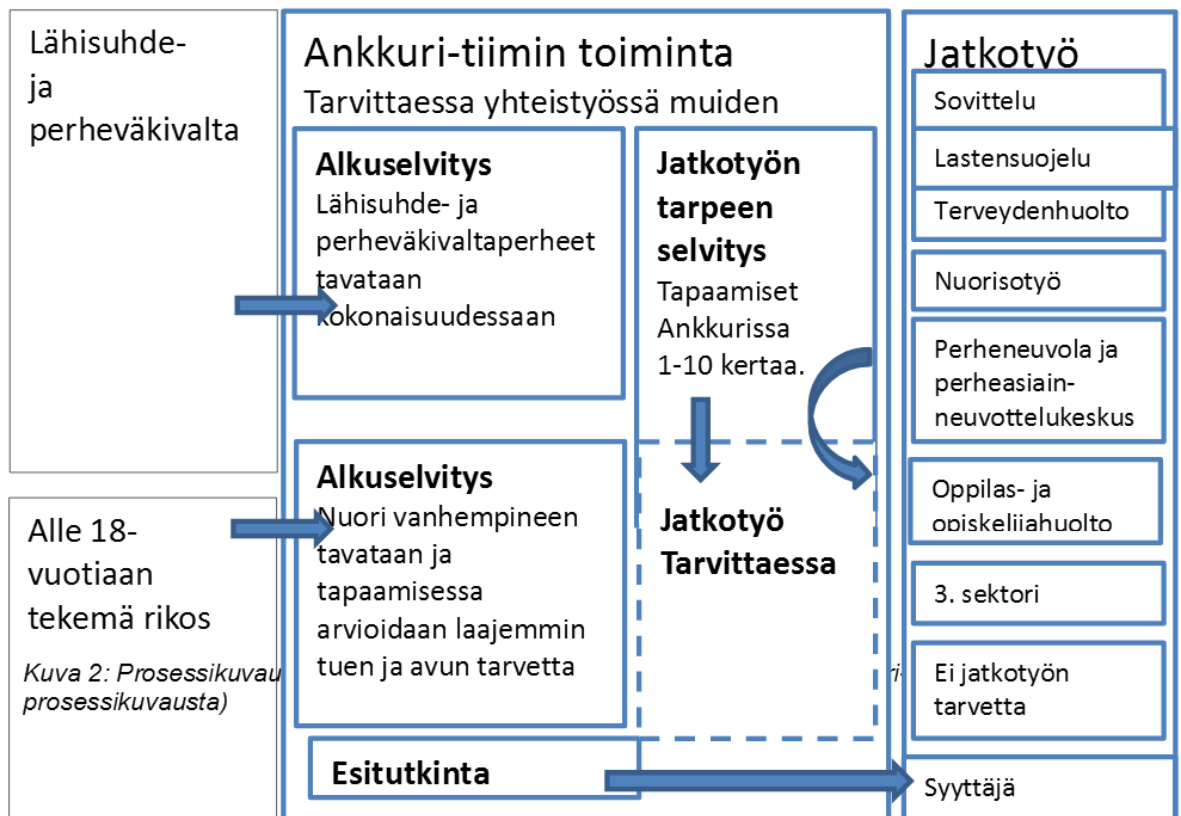 Lähisuhde-
ja
perheväkivalta
Alle 18-
vuotiaan
tekemä rikos
Kuva 2: Prosessikuvau
prosessikuvausta)
Ankkuri-tiimin toiminta
Tarvittaessa yhteistyössä muiden
Alkuselvitys
Lähisuhde- ja
perheväkivaltaperheet
tavataan
kokonaisuudessaan
Alkuselvitys
Nuori vanhempineen
tavataan ja
tapaamisessa
arvioidaan laajemmin
tuen ja avun tarvetta
Esitutkinta
Jatkotyön
tarpeen
selvitys
Tapaamiset
Ankkurissa
1-10 kertaa.
Jatkotyö
Tarvittaessa
ri-
Jatkotyö
Sovittelu
Lastensuojelu
Terveydenhuolto
Nuorisotyö
Perheneuvola ja
perheasiain-
neuvottelukeskus
Oppilas- ja
opiskelijahuolto
3. sektori
Ei jatkotyön
tarvetta
Syyttäjä